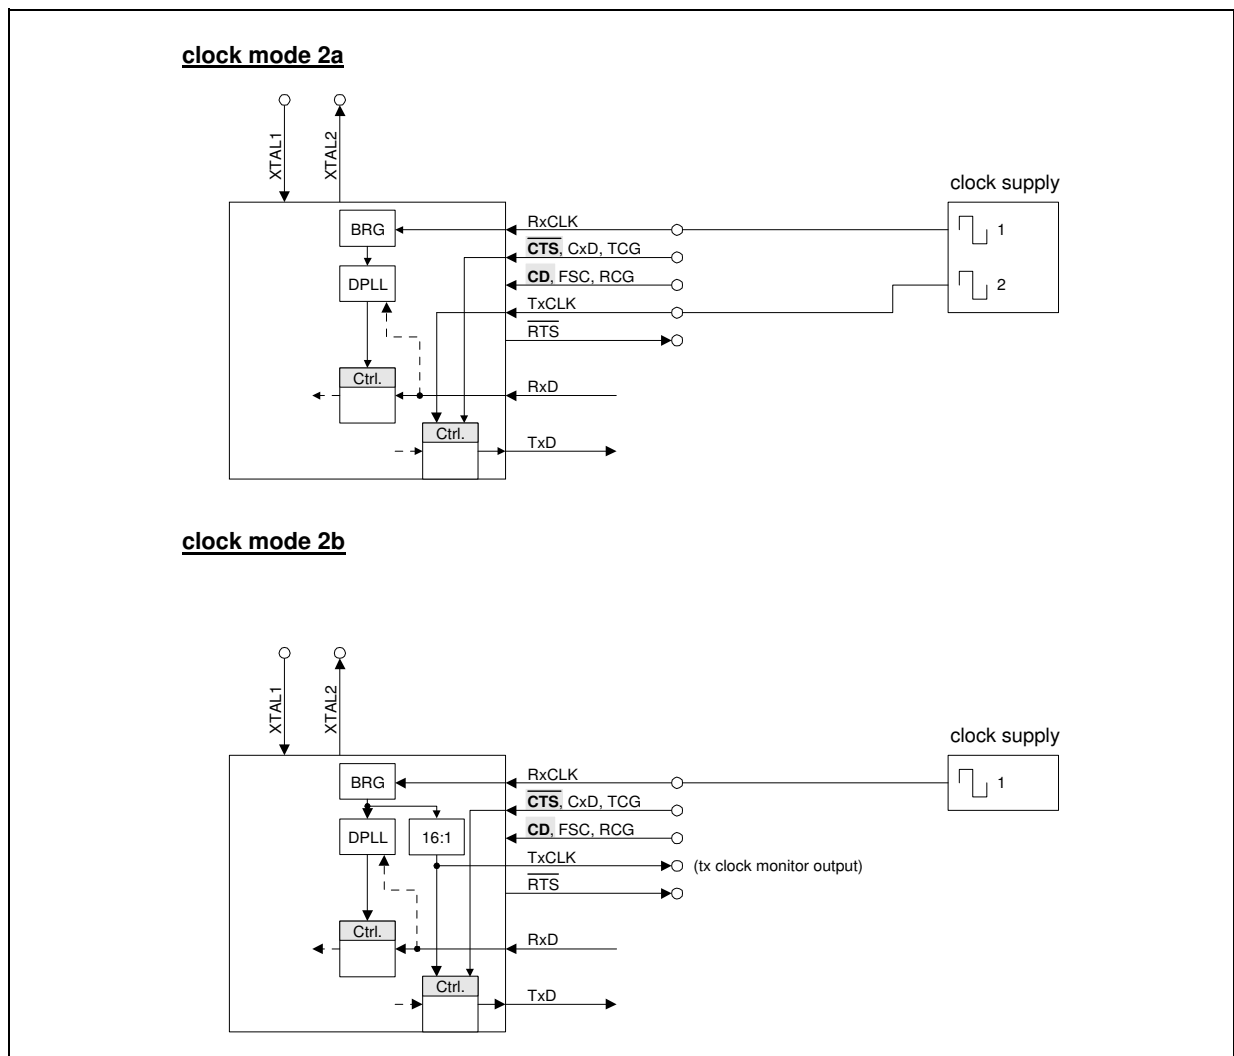 clock mode 2a
XTAL1
XTAL2
clock supply
BRG
RxCLK
1
CTS, CxD, TCG
DPLL
CD, FSC, RCG
2
TxCLK
RTS
Ctrl.
RxD
Ctrl.
TxD
clock mode 2b
XTAL1
XTAL2
clock supply
BRG
RxCLK
1
CTS, CxD, TCG
DPLL
16:1
CD, FSC, RCG
TxCLK
(tx clock monitor output)
RTS
Ctrl.
RxD
Ctrl.
TxD